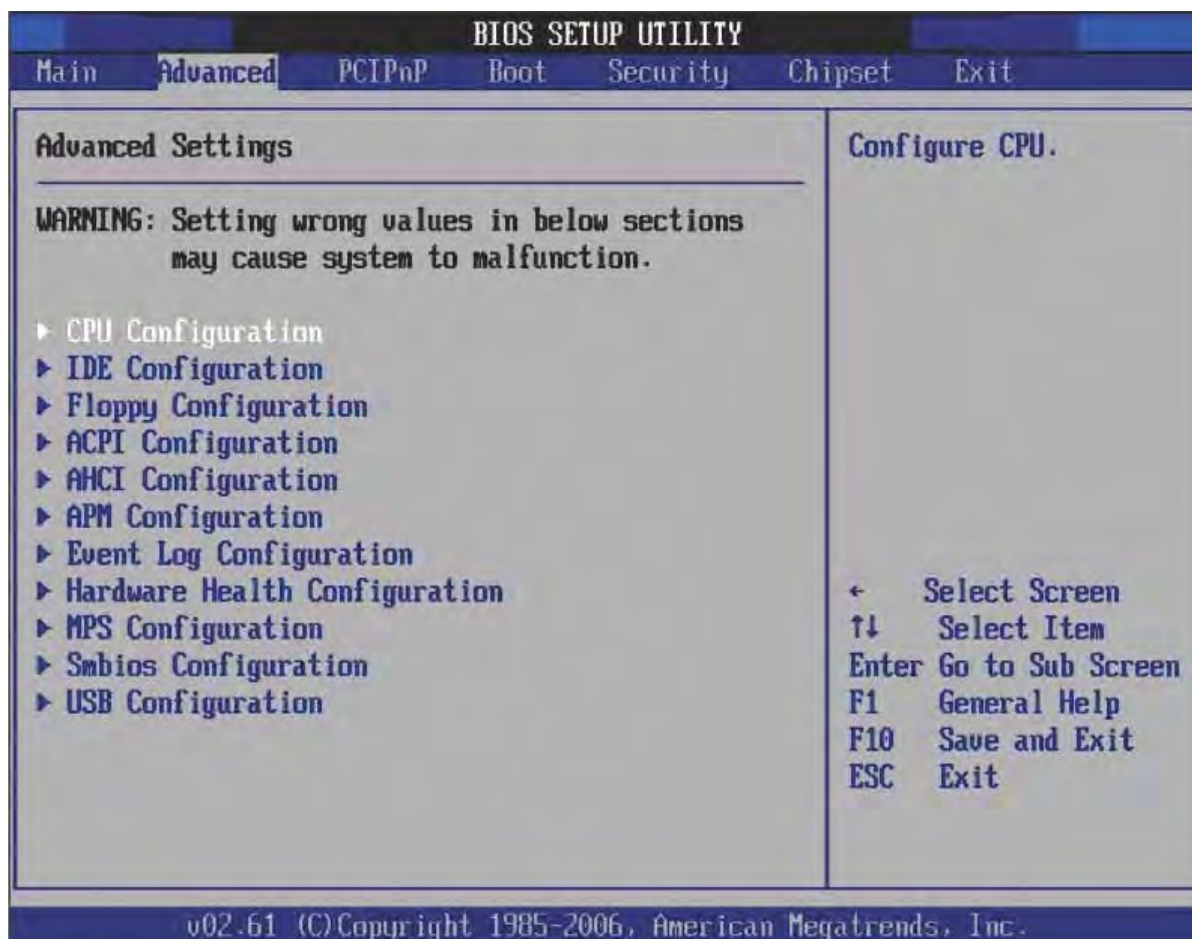 BIOS SETUP UTILITY
Main Advanced PCIPnP Boot Security Chipset Exit
Advanced Settings
WARNING: Setting wrong values in below sections
may cause system to malfunction.
▶ CPU Configuration
▶ IDE Configuration
▶ Floppy Configuration
▶ ACPI Configuration
▶ AHCI Configuration
▶ APM Configuration
▶ Event Log Configuration
▶ Hardware Health Configuration
▶ MPS Configuration
▶ Smbios Configuration
▶ USB Configuration
Configure CPU.
← Select Screen
↑↓ Select Item
Enter Go to Sub Screen
F1 General Help
F10 Save and Exit
ESC Exit
v02.61 (C)Copyright 1985-2006, American Megatrends, Inc.